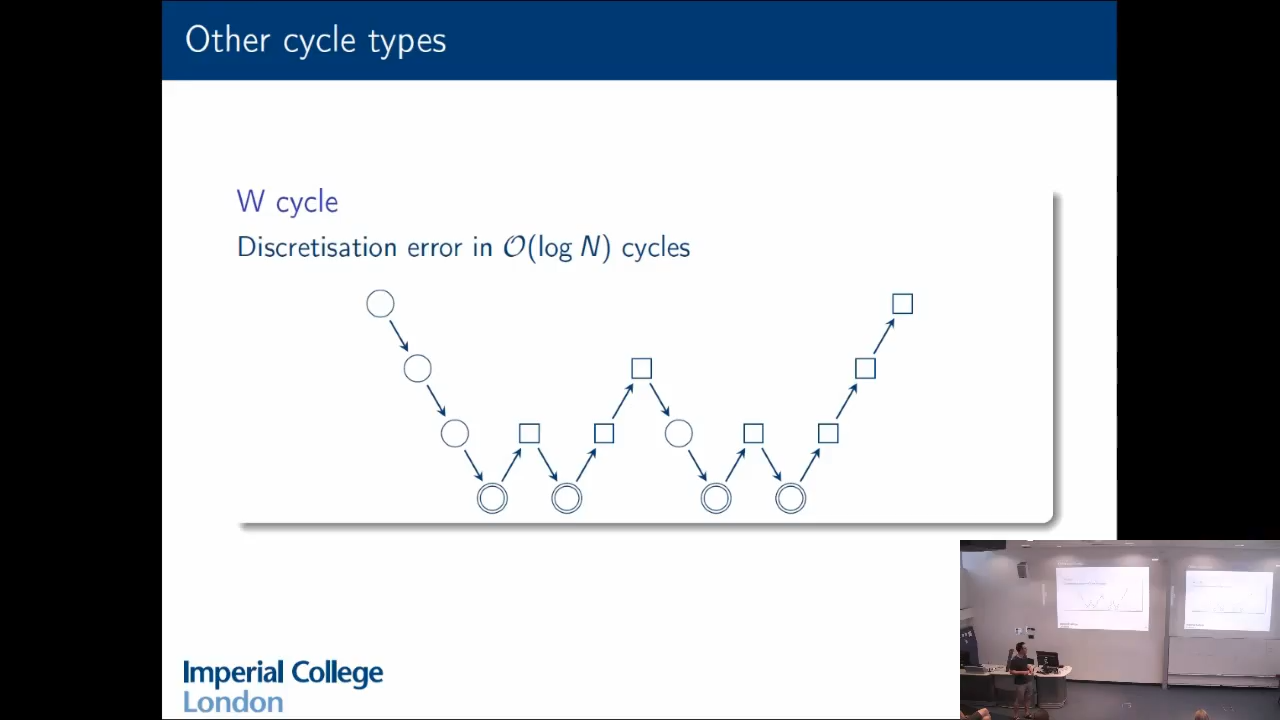 Other cycle types
W cycle
Discretisation error in 𝒪(log N) cycles
Imperial College
London